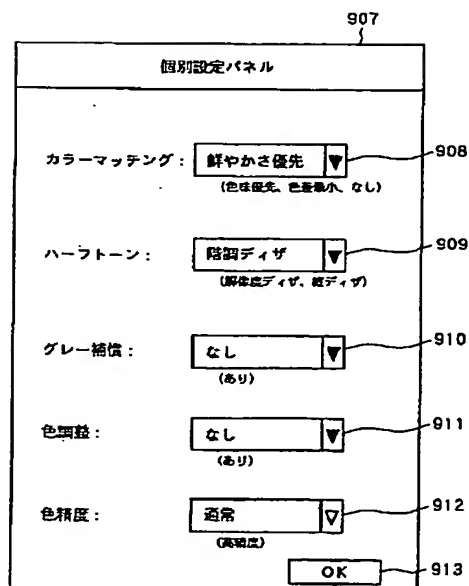 907
個別設定パネル
カラーマッチング： 鮮やかさ優先 908
(色味優先、色差最小、なし)
ハーフトーン： 階調ディザ 909
(解像度ディザ、縦ディザ)
グレー補償： なし 910
(あり)
色調整： なし 911
(あり)
色精度： 通常 912
(高精度)
OK 913